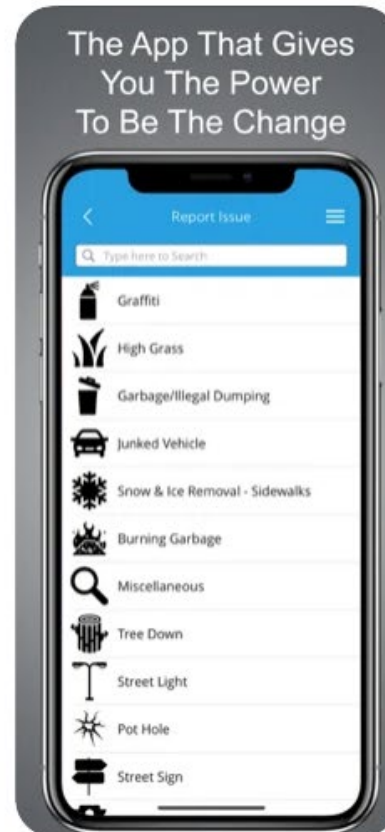 The App That Gives
You The Power
To Be The Change
Report Issue
Type here to Search
Graffiti
High Grass
Garbage/Illegal Dumping
Junked Vehicle
Snow & Ice Removal - Sidewalks
Burning Garbage
Miscellaneous
Tree Down
Street Light
Pot Hole
Street Sign